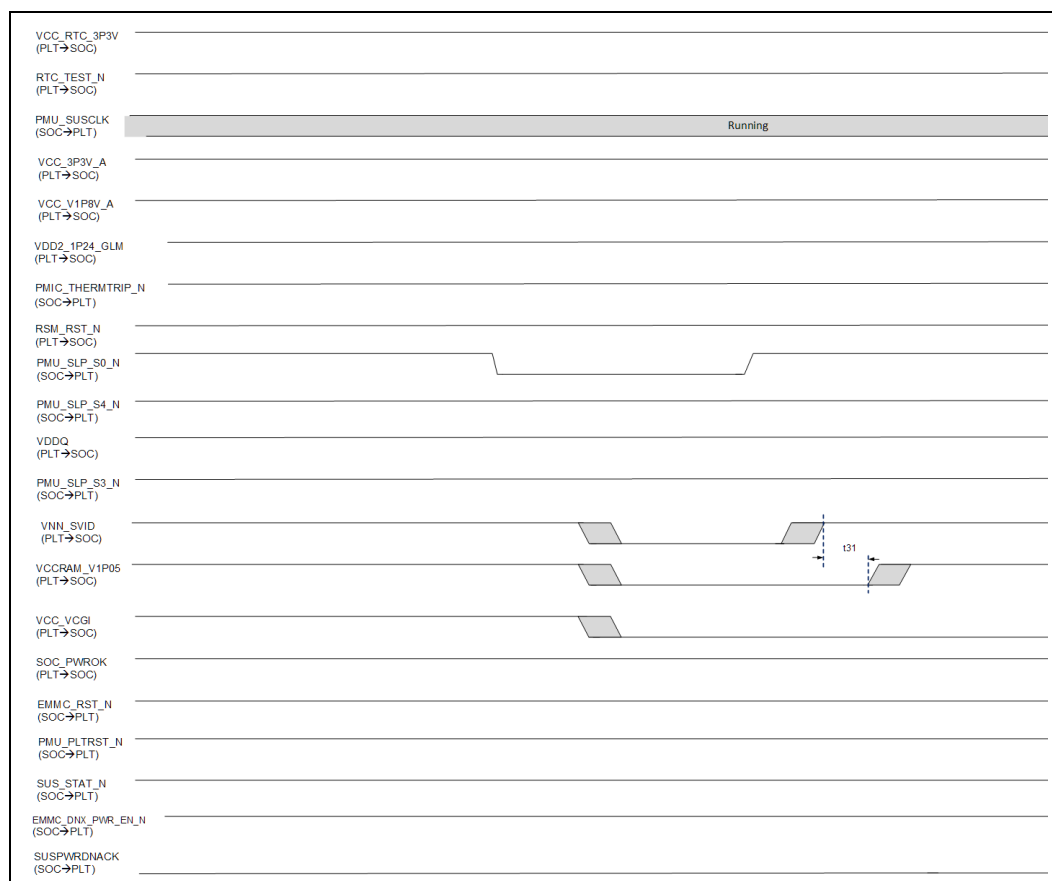 VCC_RTC_3P3V
(PLT→SOC)
RTC_TEST_N
(PLT→SOC)
PMU_SUSCLK
(SOC→PLT)
Running
VCC_3P3V_A
(PLT→SOC)
VCC_V1P8V_A
(PLT→SOC)
VDD2_1P24_GLM
(PLT→SOC)
PMIC_THERMTRIP_N
(SOC→PLT)
RSM_RST_N
(PLT→SOC)
PMU_SLP_S0_N
(SOC→PLT)
PMU_SLP_S4_N
(SOC→PLT)
VDDQ
(PLT→SOC)
PMU_SLP_S3_N
(SOC→PLT)
VNN_SVID
(PLT→SOC)
t31
VCCRAM_V1P05
(PLT→SOC)
VCC_VCGI
(PLT→SOC)
SOC_PWROK
(PLT→SOC)
EMMC_RST_N
(SOC→PLT)
PMU_PLTRST_N
(SOC→PLT)
SUS_STAT_N
(SOC→PLT)
EMMC_DNX_PWR_EN_N
(SOC→PLT)
SUSPWRDNACK
(SOC→PLT)